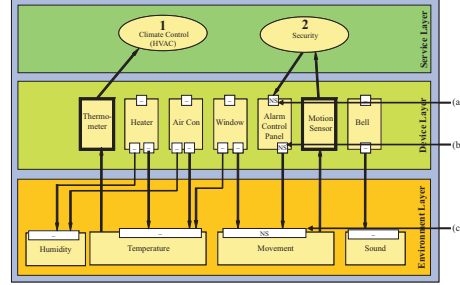 1
Climate Control
(HVAC)
2
Security
Service Layer
Thermo-
meter
–
Heater
–
–
–
Air Con
–
–
–
Window
–
–
NS
Alarm
Control
Panel
NS
Motion
Sensor
–
Bell
–
Device Layer
(a
(b
–
Humidity
–
Temperature
NS
Movement
–
Sound
Environment Layer
(c